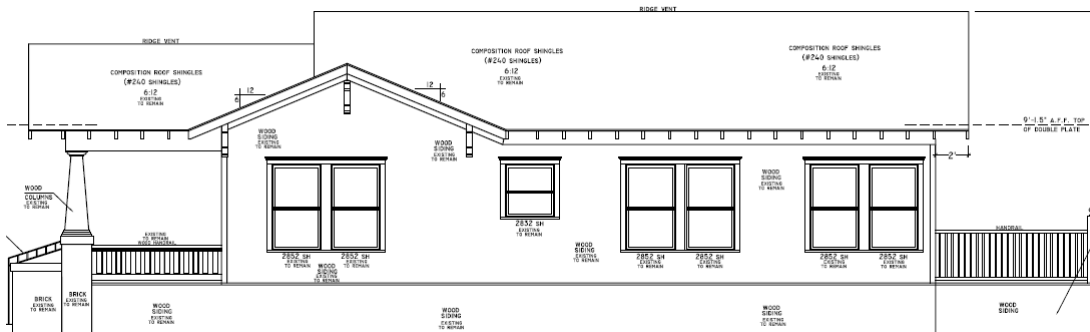 RIDGE VENT
RIDGE VENT
COMPOSITION ROOF SHINGLES
(#240 SHINGLES)
6:12
EXISTING
TO REMAIN
12
6
12
6
COMPOSITION ROOF SHINGLES
(#240 SHINGLES)
6:12
EXISTING
TO REMAIN
COMPOSITION ROOF SHINGLES
(#240 SHINGLES)
6:12
EXISTING
TO REMAIN
9'-1.5" A.F.F. TOP
OF DOUBLE PLATE
2'
WOOD
SIDING
EXISTING
TO REMAIN
WOOD
SIDING
EXISTING
TO REMAIN
WOOD
SIDING
EXISTING
TO REMAIN
WOOD
COLUMNS
EXISTING
TO REMAIN
EXISTING
TO REMAIN
WOOD HANDRAIL
2832 SH
EXISTING
TO REMAIN
HANDRAIL
2852 SH
EXISTING
TO REMAIN
2852 SH
EXISTING
TO REMAIN
WOOD
SIDING
EXISTING
TO REMAIN
WOOD
SIDING
EXISTING
TO REMAIN
2852 SH
EXISTING
TO REMAIN
2852 SH
EXISTING
TO REMAIN
2852 SH
EXISTING
TO REMAIN
2852 SH
EXISTING
TO REMAIN
BRICK
EXISTING
TO REMAIN
BRICK
EXISTING
TO REMAIN
WOOD
SIDING
EXISTING
TO REMAIN
WOOD
SIDING
EXISTING
TO REMAIN
WOOD
SIDING
EXISTING
TO REMAIN
WOOD
SIDING